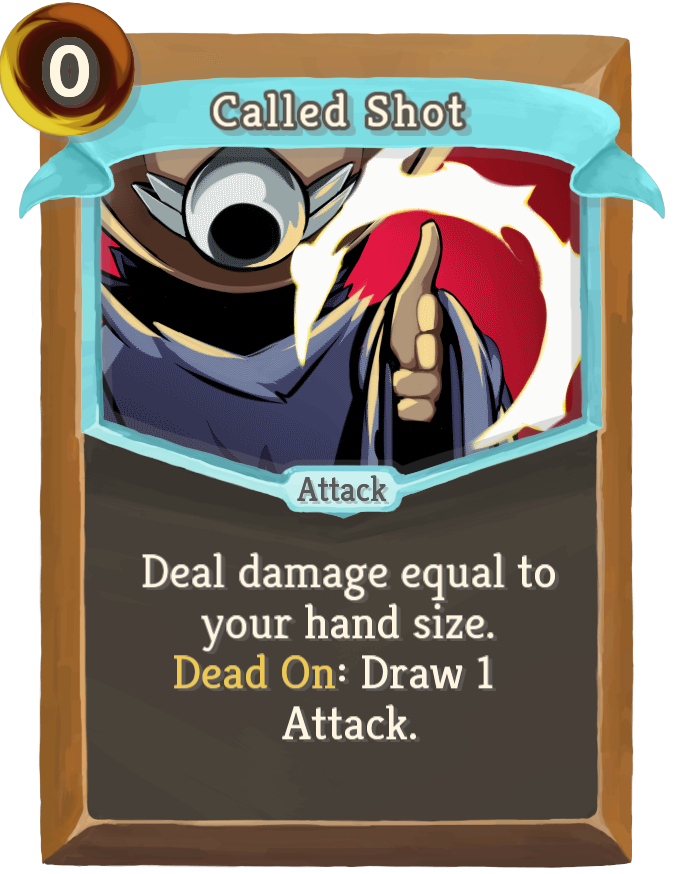 0
Called Shot
Attack
Deal damage equal to
your hand size.
Dead On: Draw 1
Attack.